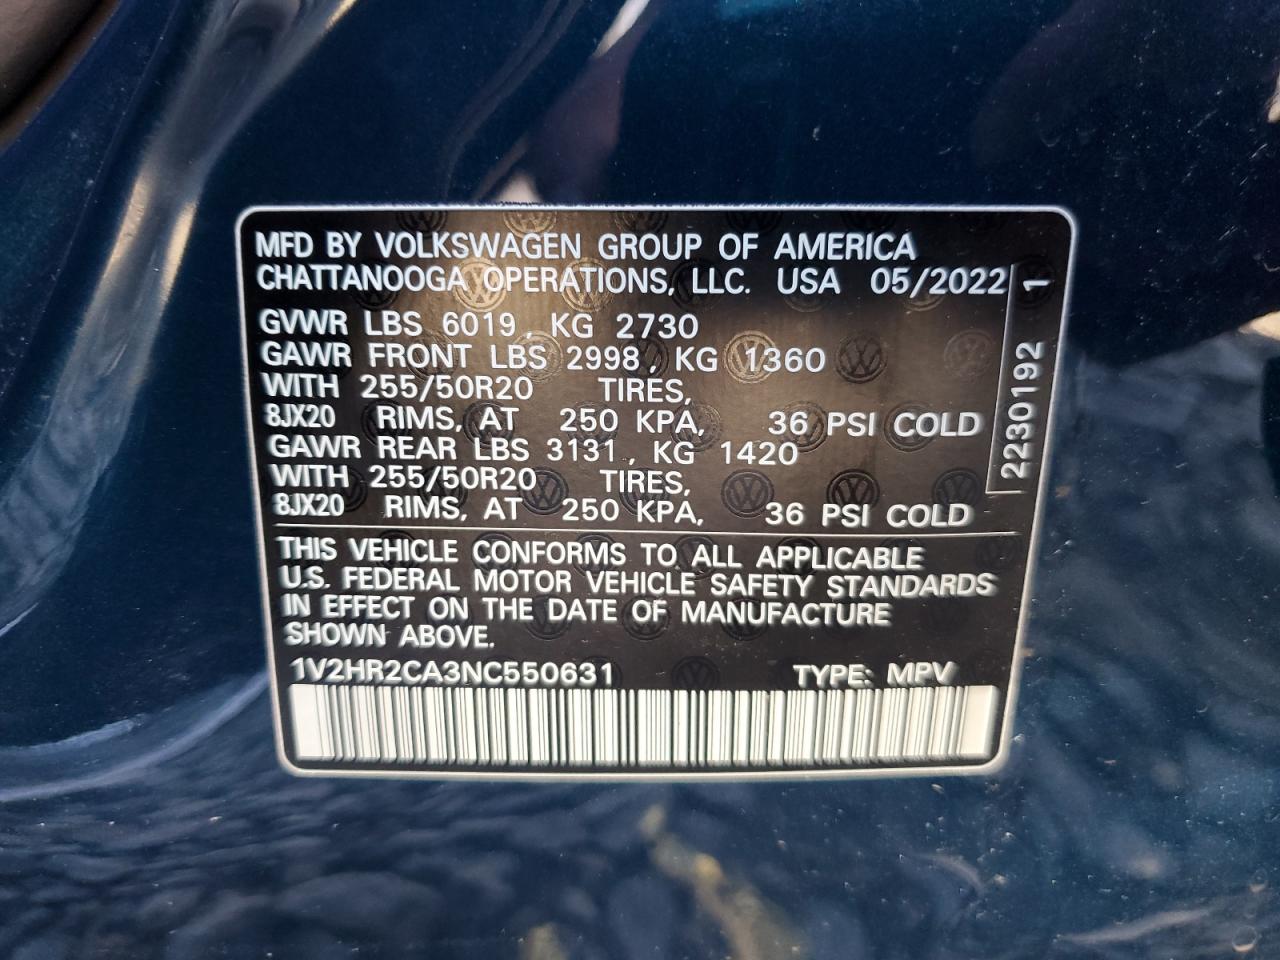 MFD BY VOLKSWAGEN GROUP OF AMERICA
CHATTANOOGA OPERATIONS, LLC. USA 05/2022
GVWR LBS 6019, KG 2730
GAWR FRONT LBS 2998, KG 1360
WITH 255/50R20 TIRES,
8JX20 RIMS, AT 250 KPA, 36 PSI COLD
GAWR REAR LBS 3131, KG 1420
WITH 255/50R20 TIRES,
8JX20 RIMS, AT 250 KPA, 36 PSI COLD
2230192 1
THIS VEHICLE CONFORMS TO ALL APPLICABLE
U.S. FEDERAL MOTOR VEHICLE SAFETY STANDARDS
IN EFFECT ON THE DATE OF MANUFACTURE
SHOWN ABOVE.
1V2HR2CA3NC550631 TYPE: MPV